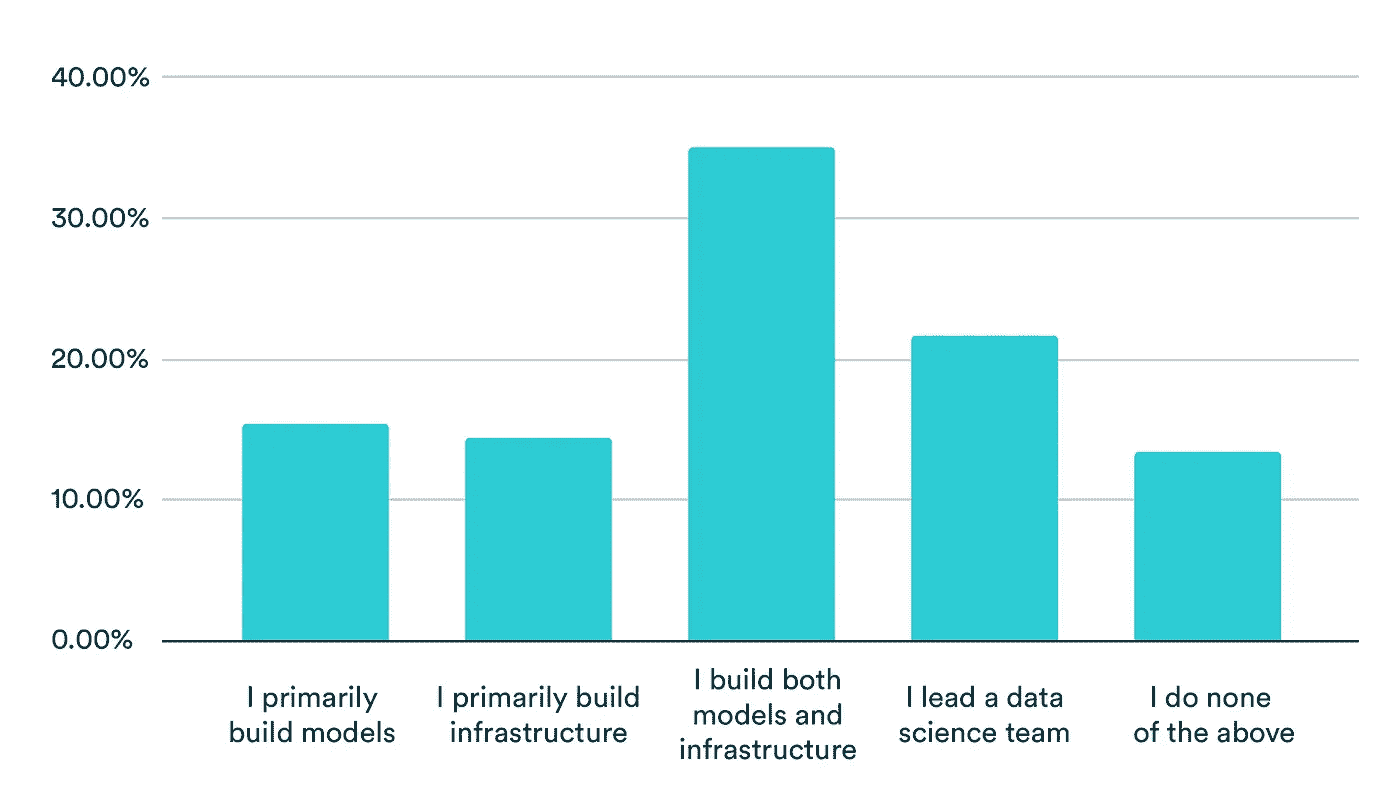 40.00%
30.00%
20.00%
10.00%
0.00%
I primarily
build models
I primarily build
infrastructure
I build both
models and
infrastructure
I lead a data
science team
I do none
of the above